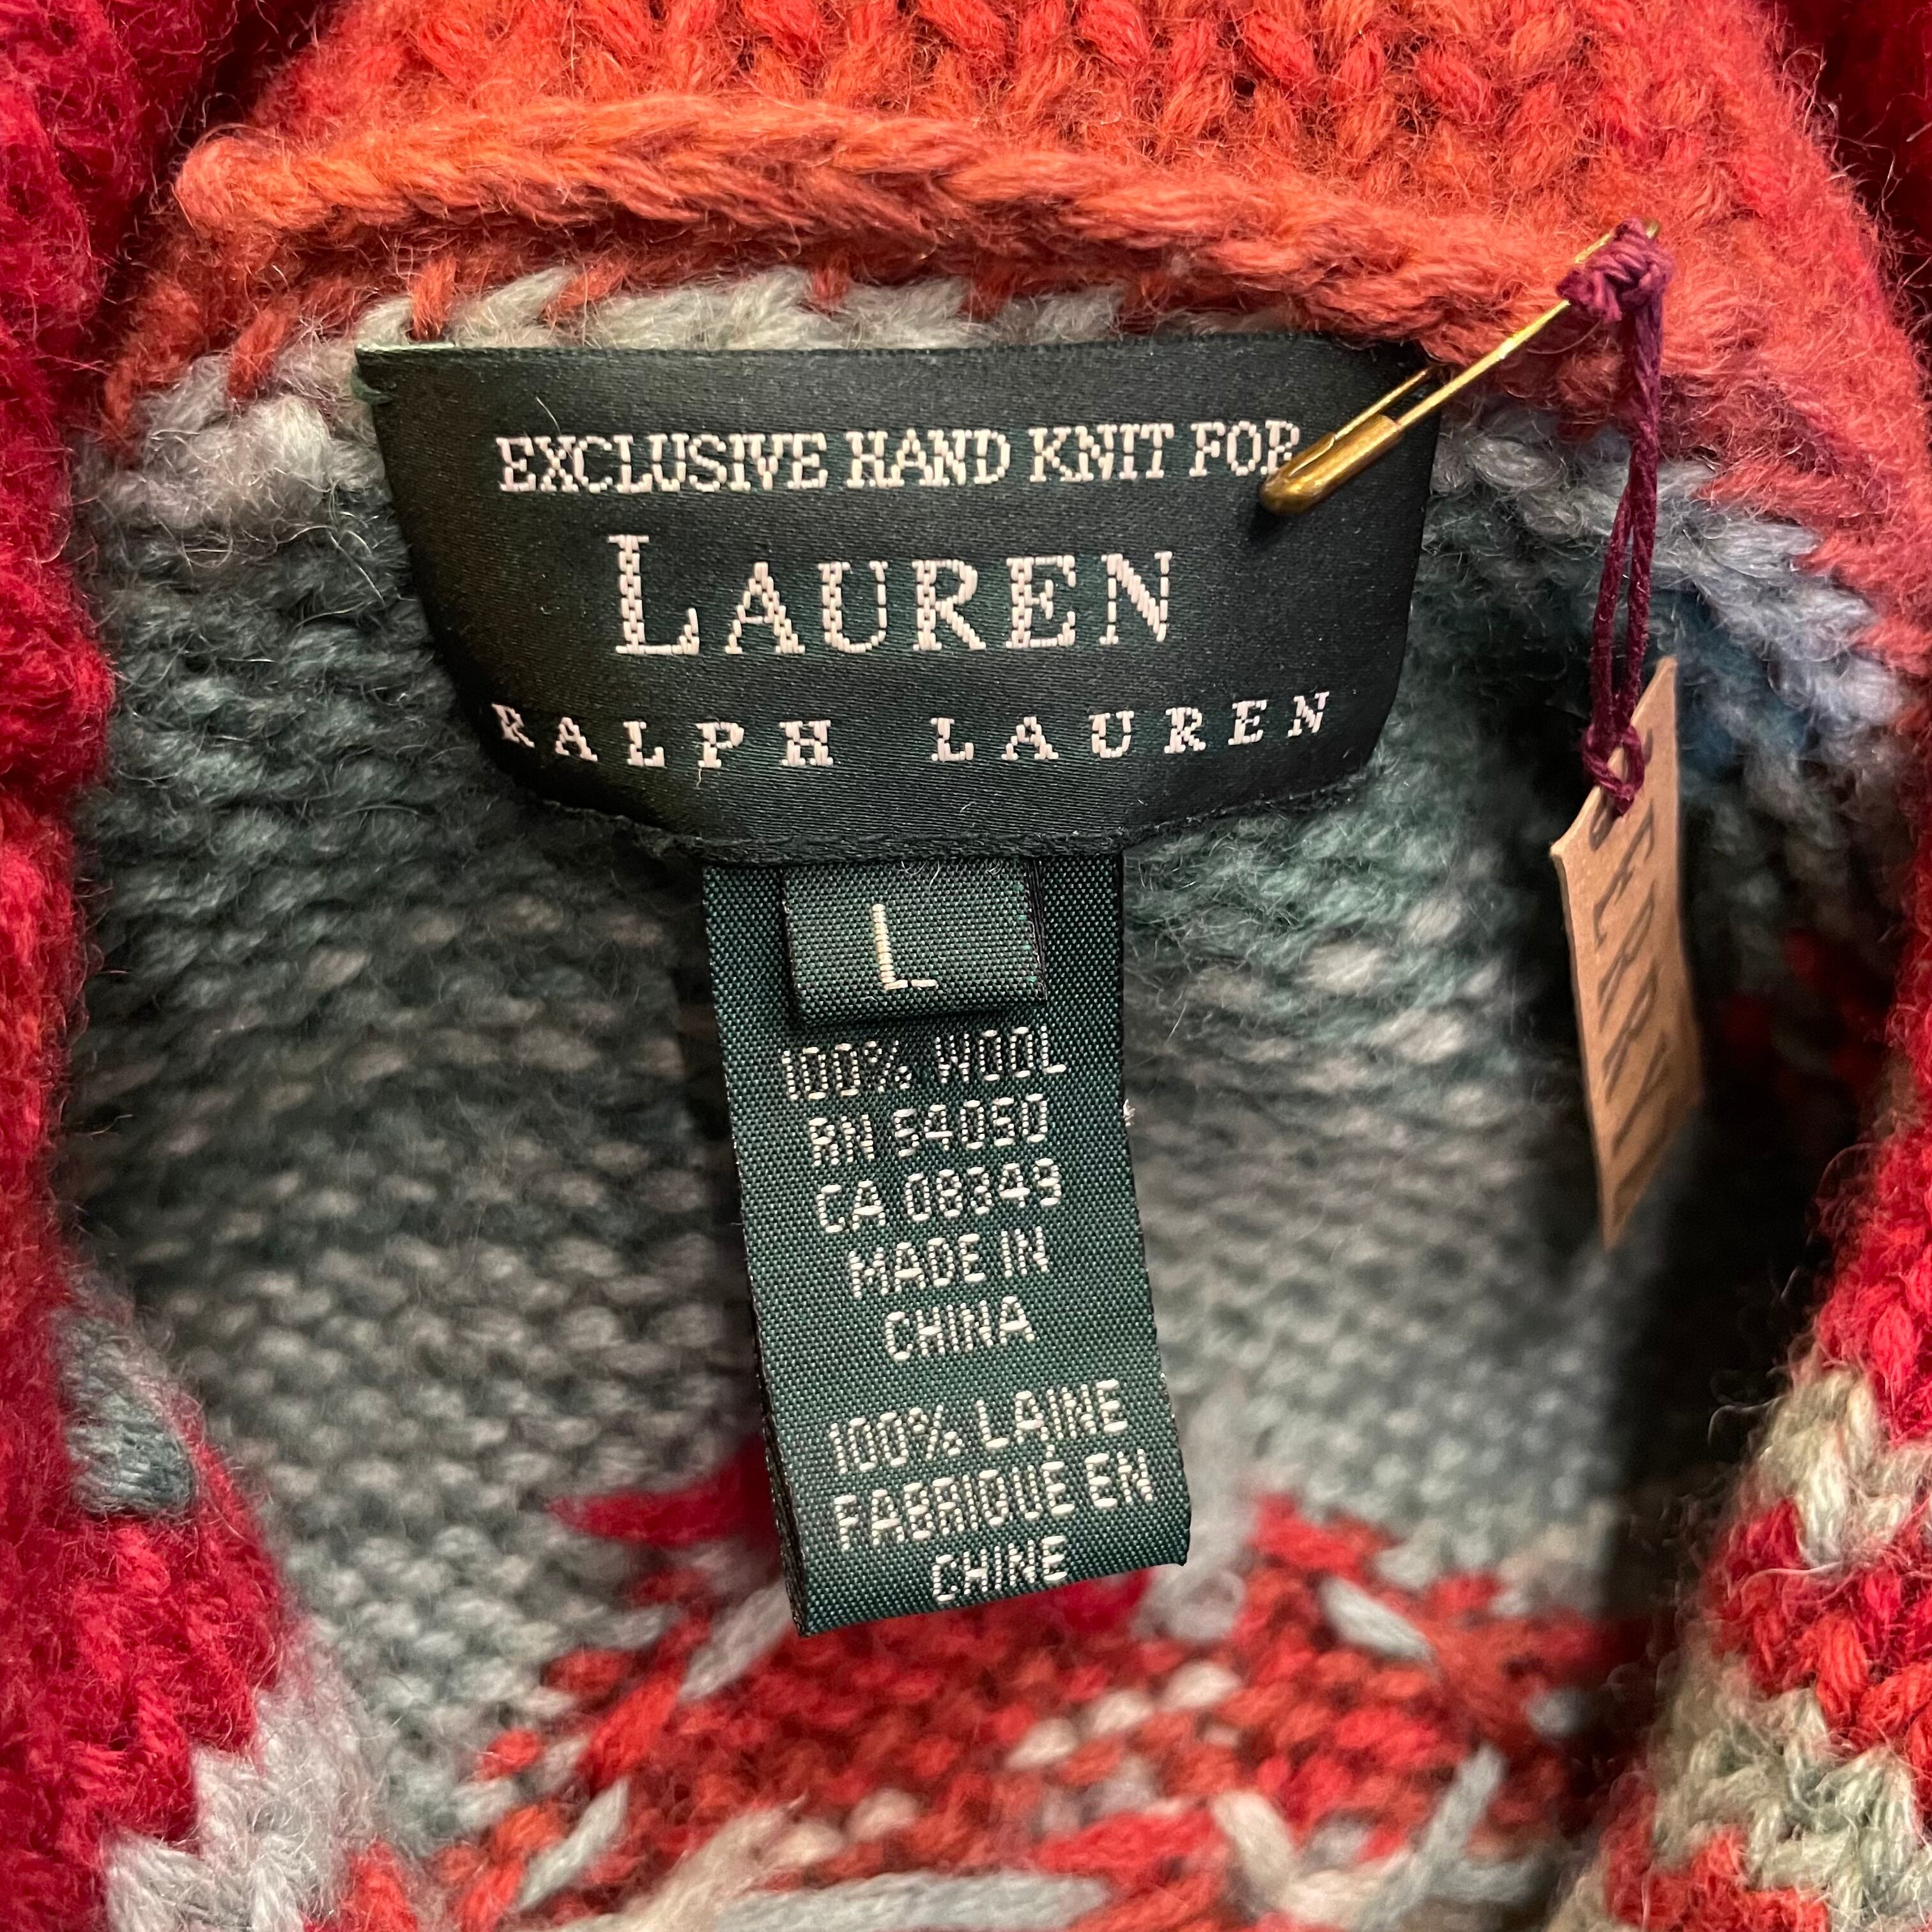 EXCLUSIVE HAND KNIT FOR
LAUREN
RALPH LAUREN
L
100% WOOL
RN 54050
CA 08349
MADE IN
CHINA
100% LAINE
FABRIQUÉ EN
CHINE